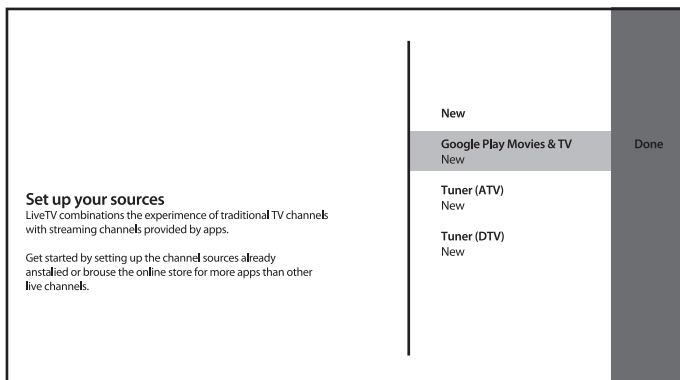 Set up your sources
LiveTV combinations the experimence of traditional TV channels
with streaming channels provided by apps.
Get started by setting up the channel sources already
anstalied or brouse the online store for more apps than other
live channels.
New
Google Play Movies & TV
New
Tuner (ATV)
New
Tuner (DTV)
New
Done